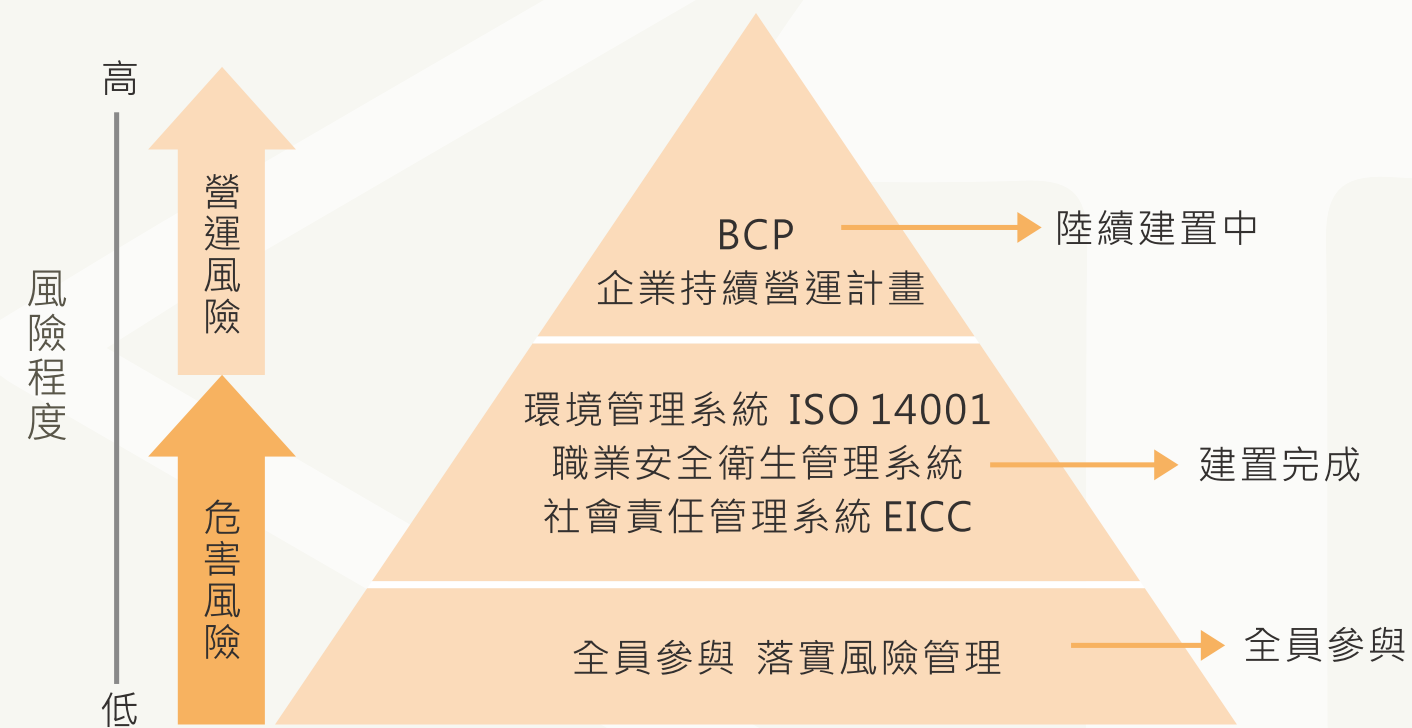 高
風險程度
低
營運風險
危害風險
BCP
企業持續營運計畫
陸續建置中
環境管理系統 ISO 14001
職業安全衛生管理系統
社會責任管理系統 EICC
建置完成
全員參與 落實風險管理
全員參與